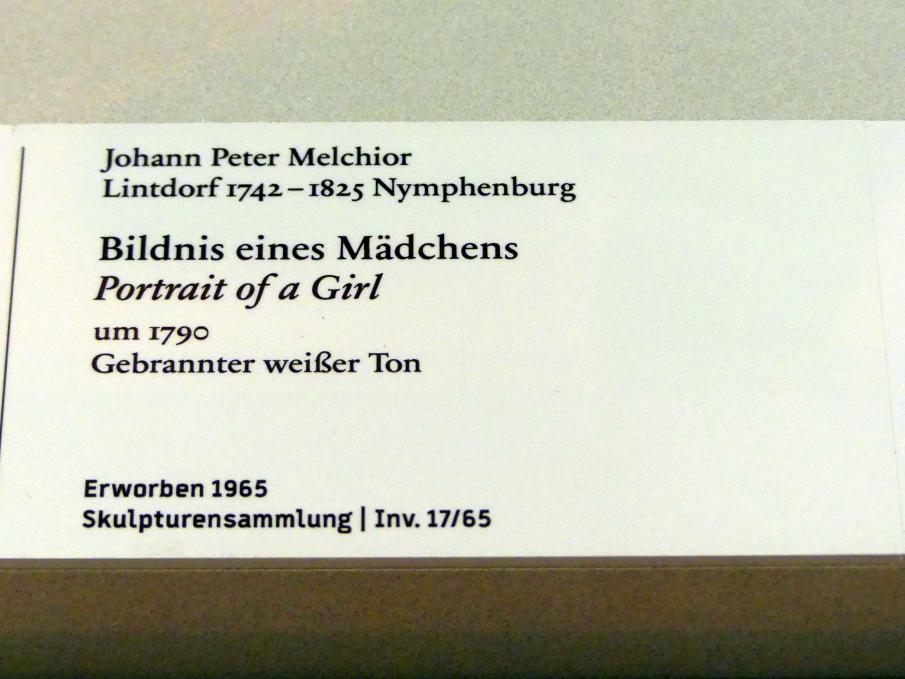 Johann Peter Melchior
Lintdorf 1742–1825 Nymphenburg
Bildnis eines Mädchens
Portrait of a Girl
um 1790
Gebrannter weißer Ton
Erworben 1965
Skulpturensammlung | Inv. 17/65